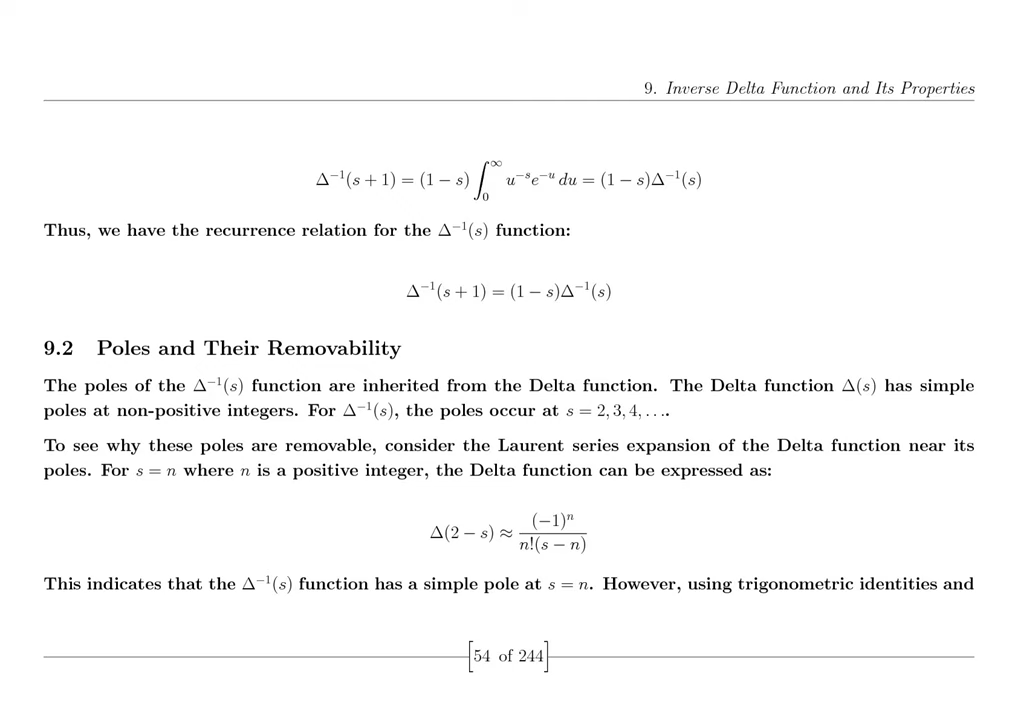 9. Inverse Delta Function and Its Properties
Δ⁻¹(s + 1) = (1 − s) ∫₀^∞ u⁻ˢe⁻ᵘ du = (1 − s)Δ⁻¹(s)
Thus, we have the recurrence relation for the Δ⁻¹(s) function:
Δ⁻¹(s + 1) = (1 − s)Δ⁻¹(s)
9.2 Poles and Their Removability
The poles of the Δ⁻¹(s) function are inherited from the Delta function. The Delta function Δ(s) has simple
poles at non-positive integers. For Δ⁻¹(s), the poles occur at s = 2, 3, 4, . . ..
To see why these poles are removable, consider the Laurent series expansion of the Delta function near its
poles. For s = n where n is a positive integer, the Delta function can be expressed as:
Δ(2 − s) ≈ (−1)ⁿ / n!(s − n)
This indicates that the Δ⁻¹(s) function has a simple pole at s = n. However, using trigonometric identities and
[54 of 244]